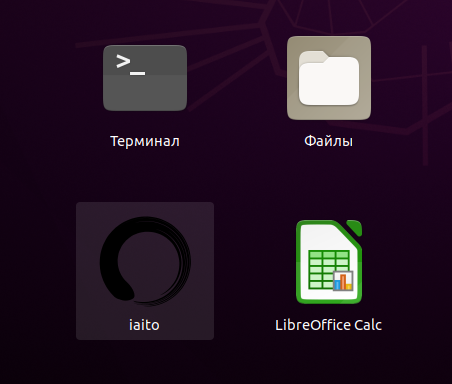 Терминал
Файлы
iaito
LibreOffice Calc